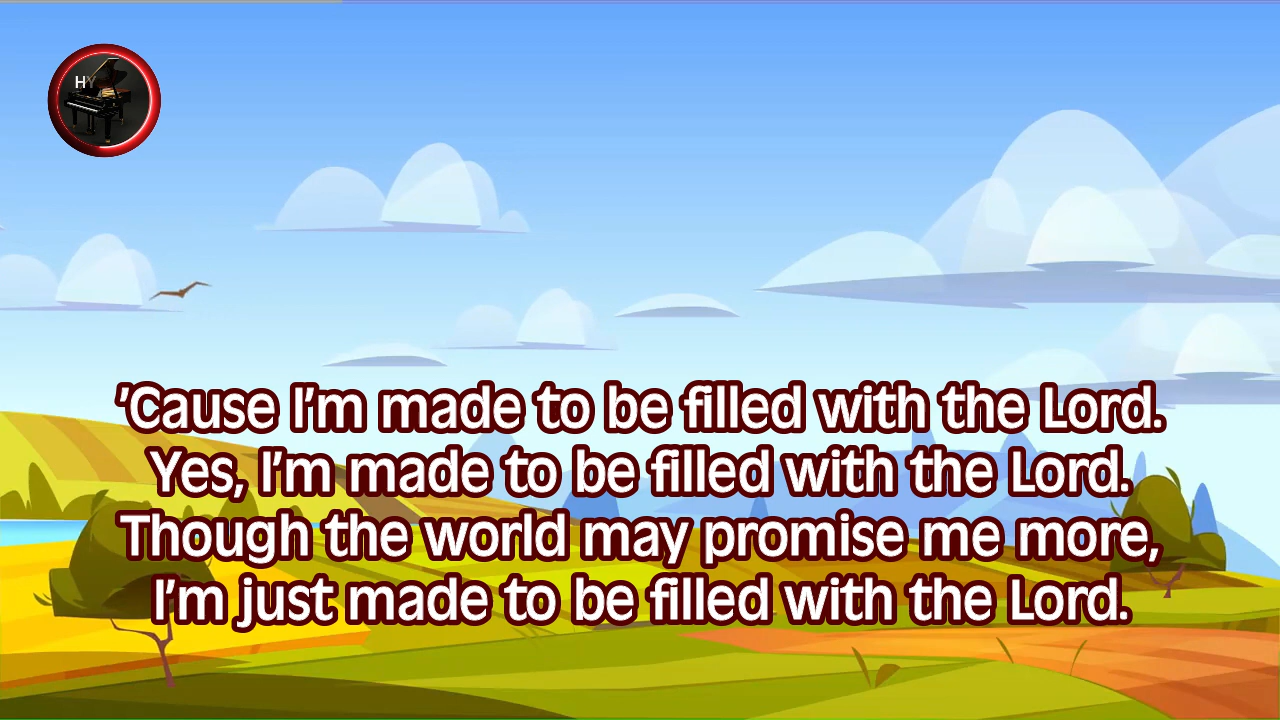 HY
'Cause I'm made to be filled with the Lord.
Yes, I'm made to be filled with the Lord.
Though the world may promise me more,
I'm just made to be filled with the Lord.